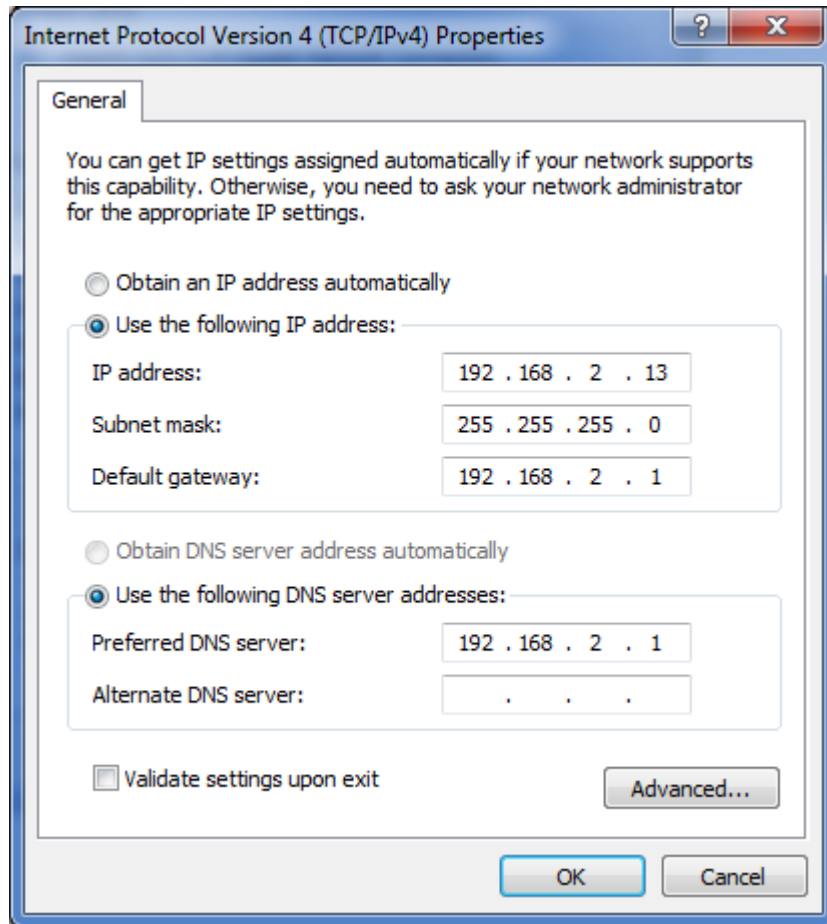 Internet Protocol Version 4 (TCP/IPv4) Properties
?
X
General
You can get IP settings assigned automatically if your network supports
this capability. Otherwise, you need to ask your network administrator
for the appropriate IP settings.
Obtain an IP address automatically
Use the following IP address:
IP address: 192 . 168 . 2 . 13
Subnet mask: 255 . 255 . 255 . 0
Default gateway: 192 . 168 . 2 . 1
Obtain DNS server address automatically
Use the following DNS server addresses:
Preferred DNS server: 192 . 168 . 2 . 1
Alternate DNS server: . . .
Validate settings upon exit
Advanced...
OK Cancel